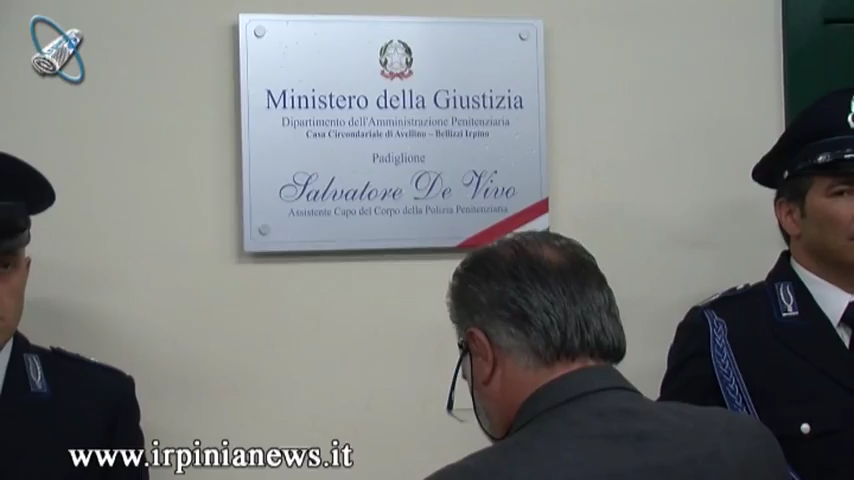 Ministero della Giustizia
Dipartimento dell'Amministrazione Penitenziaria
Casa Circondariale di Avellino – Bellizzi Irpino
Padiglione
Salvatore De Vivo
Assistente Capo del Corpo della Polizia Penitenziaria
www.irpinianews.it